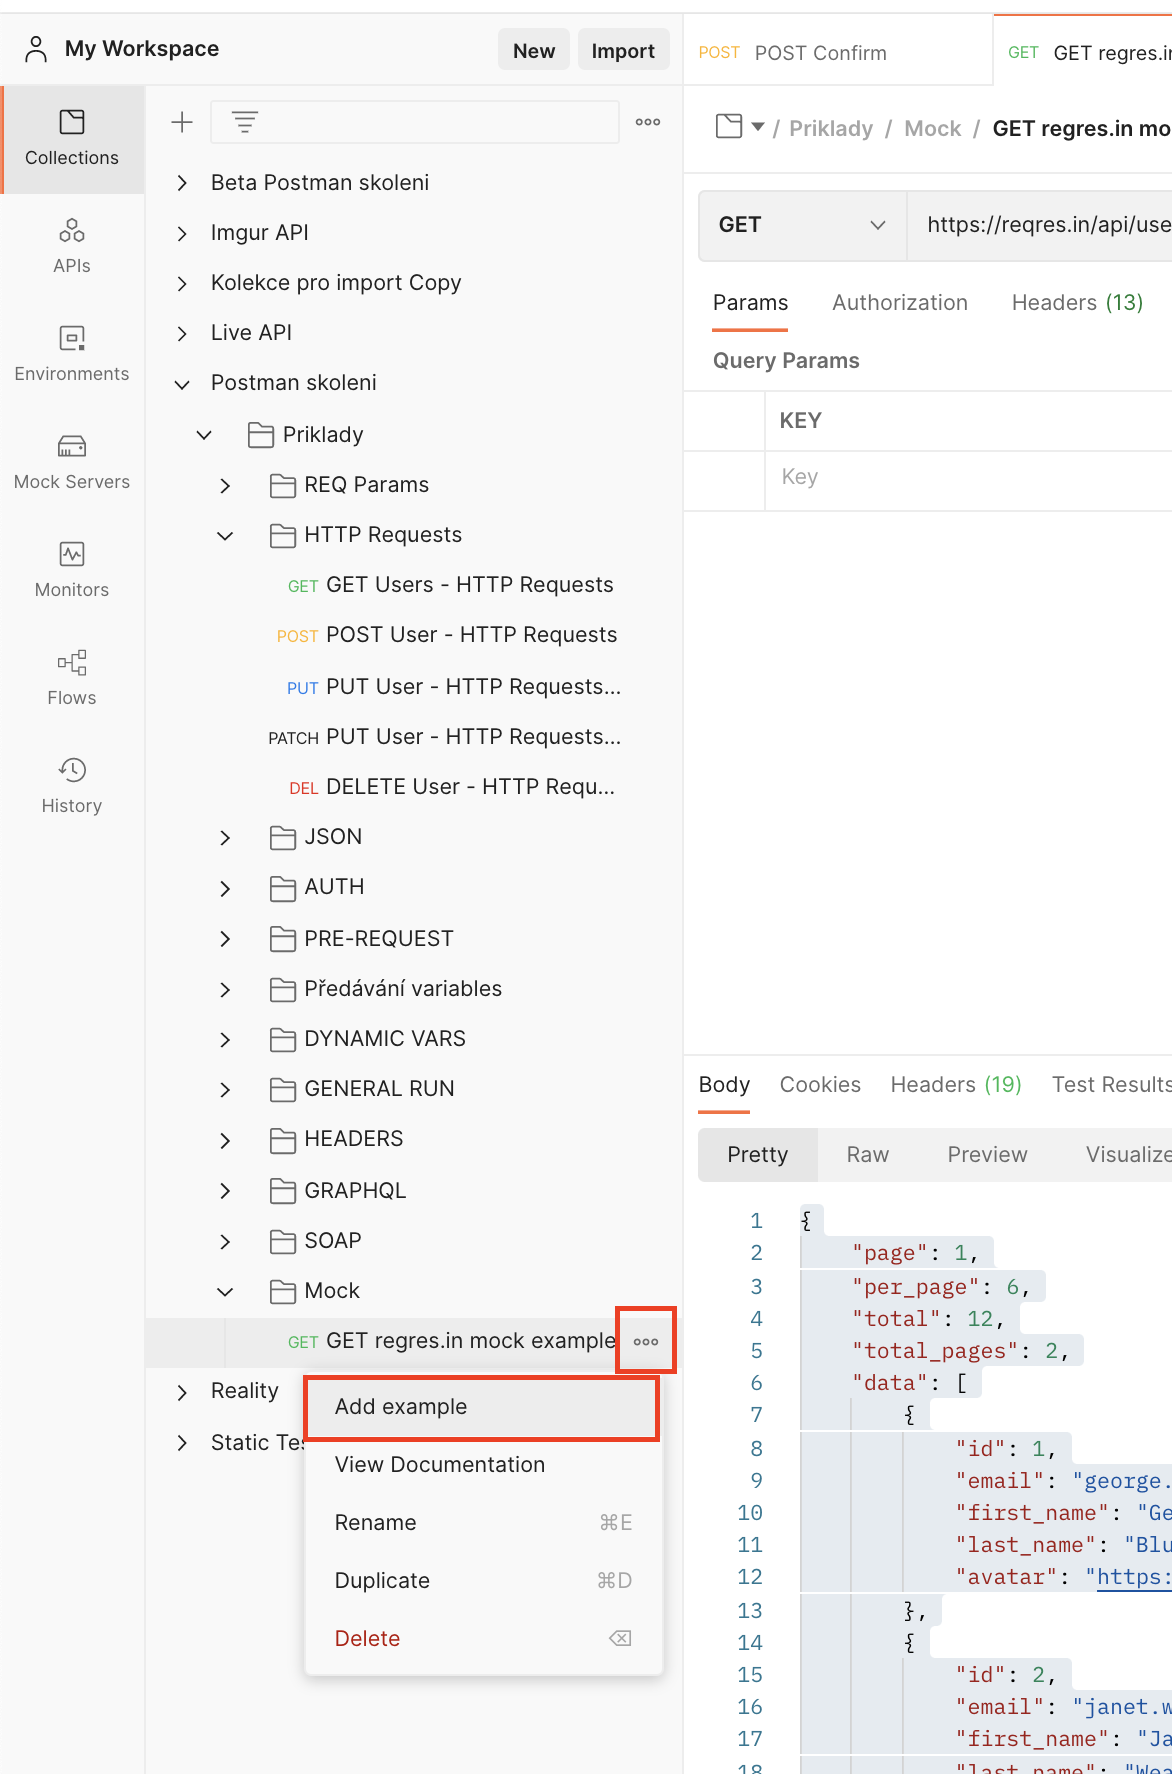 My Workspace
New
Import
POST POST Confirm
GET GET regres.in
Collections
APIs
Environments
Mock Servers
Monitors
Flows
History
Beta Postman skoleni
Imgur API
Kolekce pro import Copy
Live API
Postman skoleni
Priklady
REQ Params
HTTP Requests
GET GET Users - HTTP Requests
POST POST User - HTTP Requests
PUT PUT User - HTTP Requests...
PATCH PUT User - HTTP Requests...
DEL DELETE User - HTTP Requ...
JSON
AUTH
PRE-REQUEST
Předávání variables
DYNAMIC VARS
GENERAL RUN
HEADERS
GRAPHQL
SOAP
Mock
GET GET regres.in mock example
Reality
Static Tes
Add example
View Documentation
Rename ⌘E
Duplicate ⌘D
Delete ⌫
/ Priklady / Mock / GET regres.in mo
GET
https://reqres.in/api/use
Params Authorization Headers (13)
Query Params
KEY
Key
Body Cookies Headers (19) Test Results
Pretty Raw Preview Visualize
1 {
2 "page": 1,
3 "per_page": 6,
4 "total": 12,
5 "total_pages": 2,
6 "data": [
7 {
8 "id": 1,
9 "email": "george.
10 "first_name": "Ge
11 "last_name": "Blu
12 "avatar": "https:
13 },
14 {
15 "id": 2,
16 "email": "janet.w
17 "first_name": "Ja
18 "last_name": "Wea